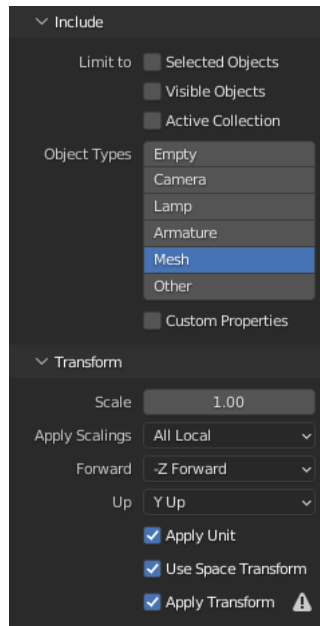 Include
Limit to Selected Objects
Visible Objects
Active Collection
Object Types Empty
Camera
Lamp
Armature
Mesh
Other
Custom Properties
Transform
Scale 1.00
Apply Scalings All Local
Forward -Z Forward
Up Y Up
Apply Unit
Use Space Transform
Apply Transform